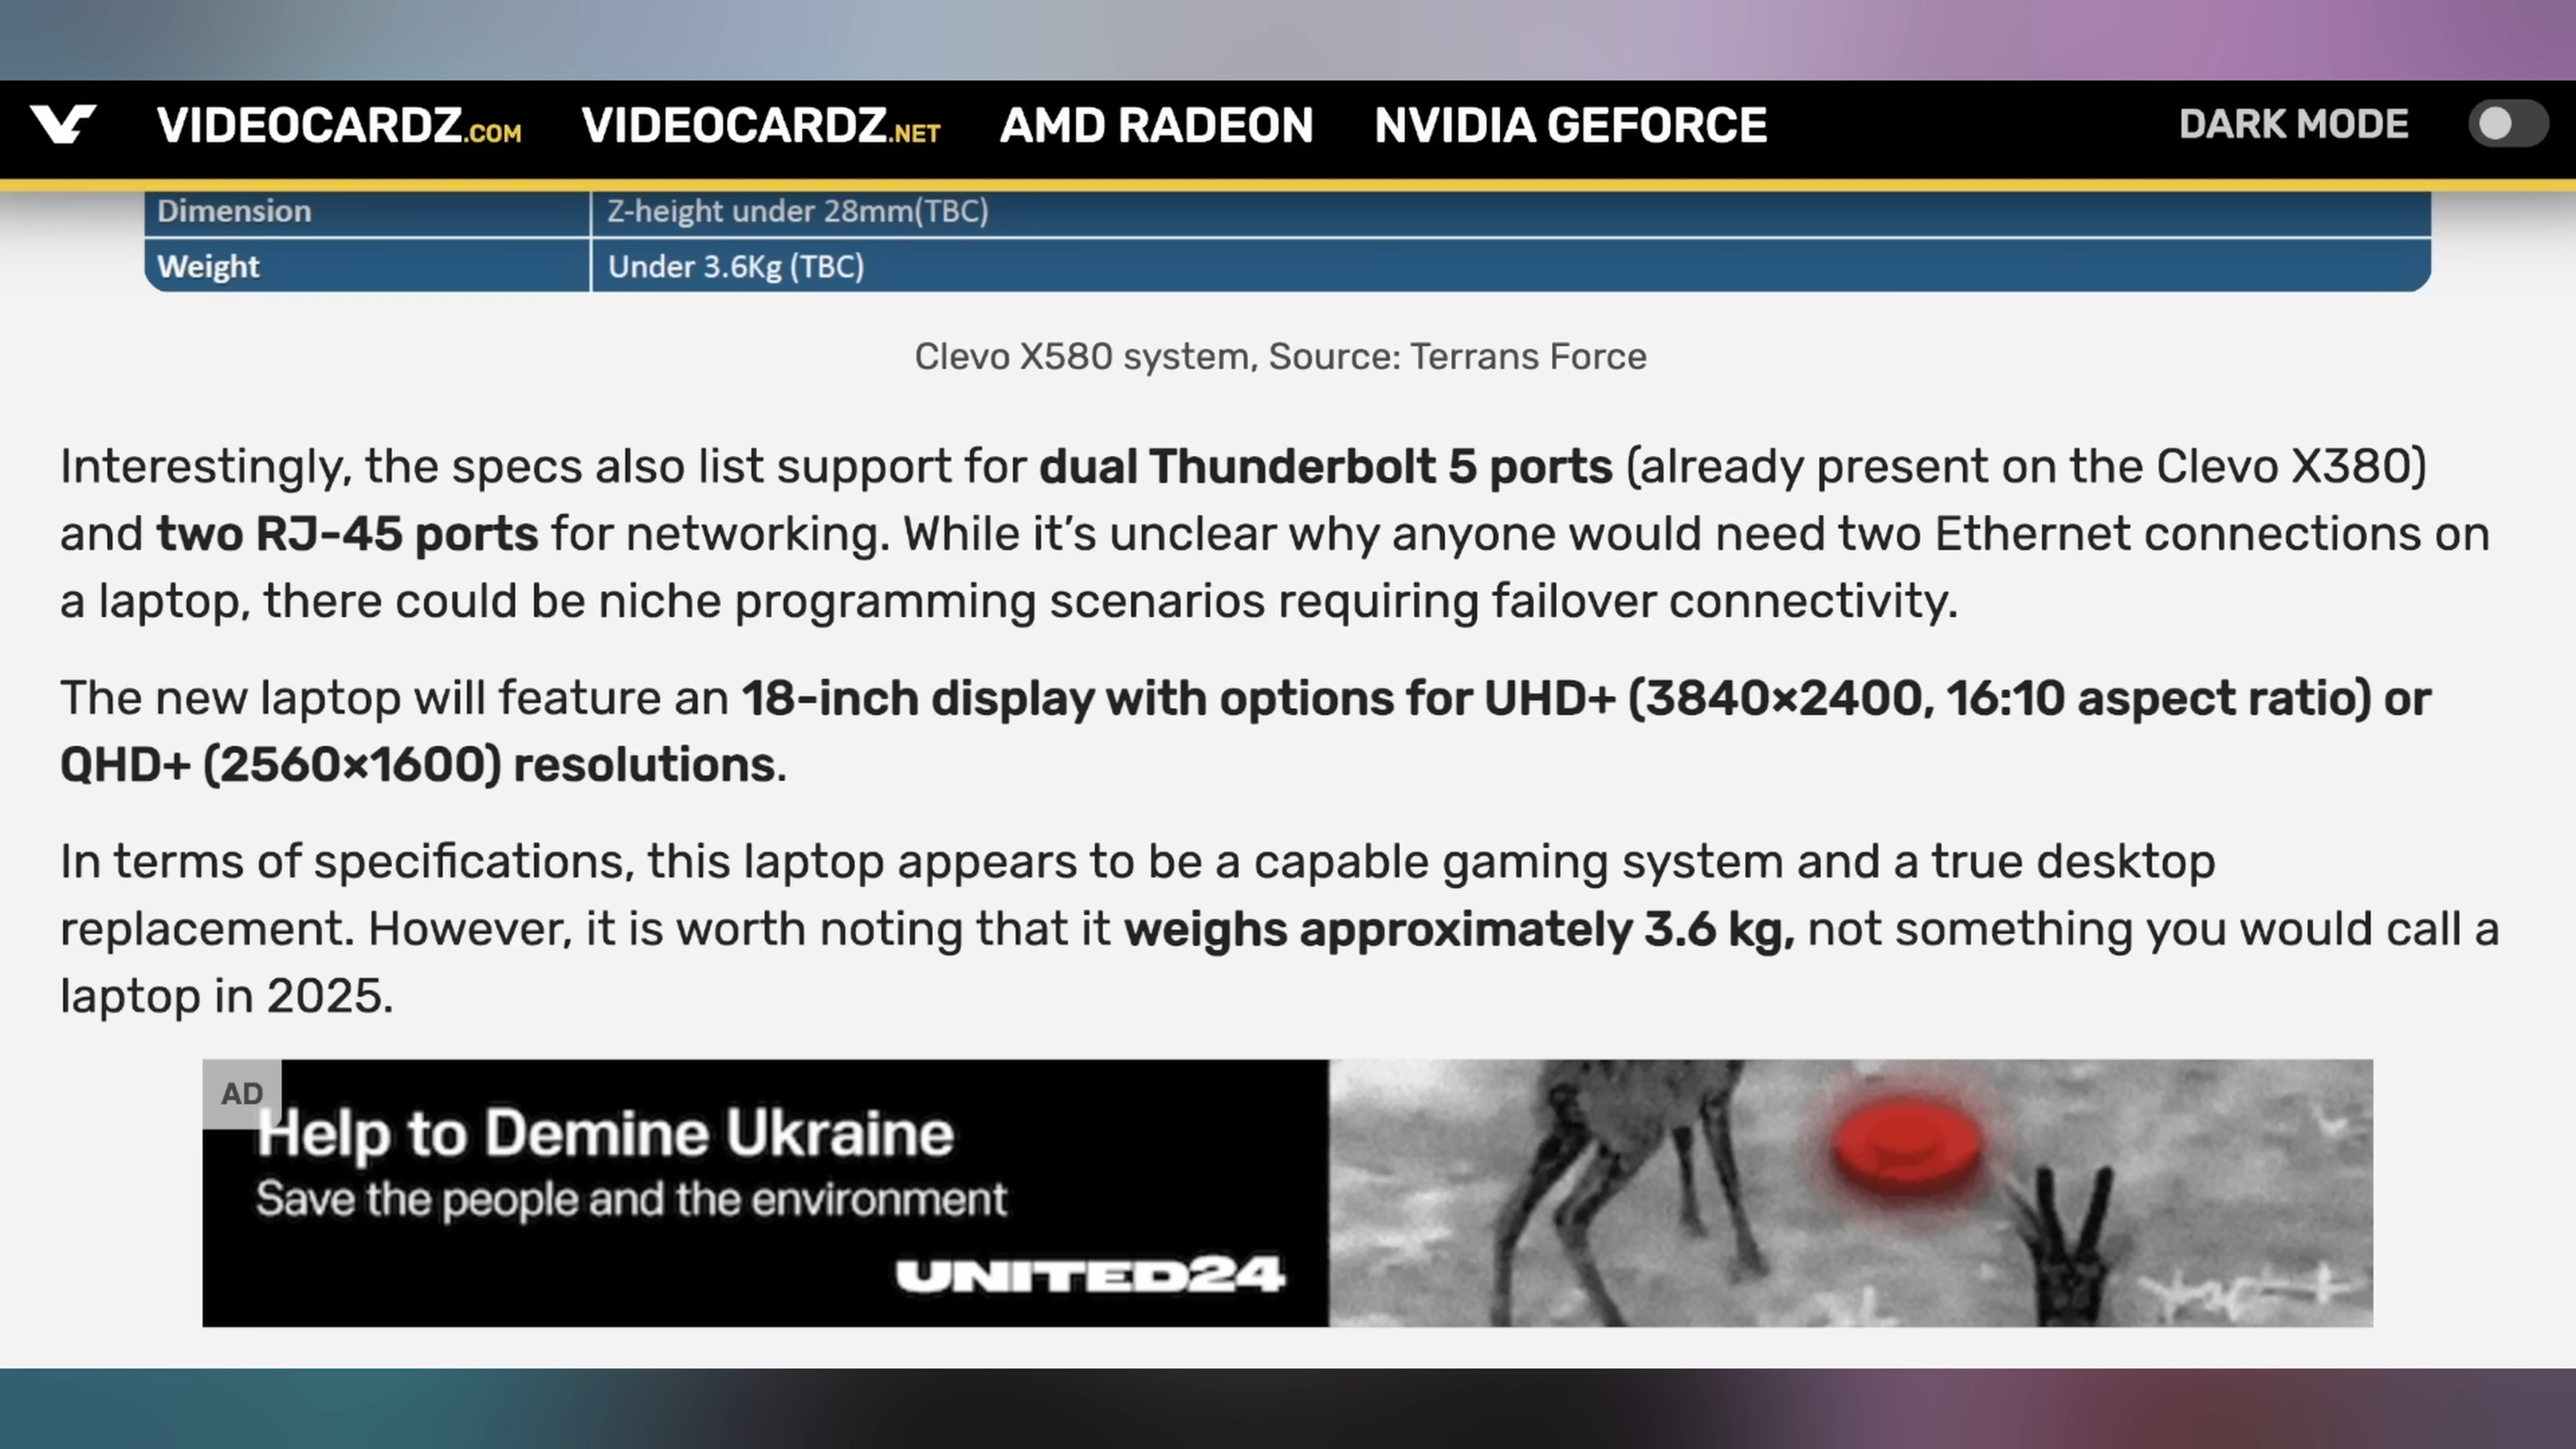 VIDEOCARDZ.COM VIDEOCARDZ.NET AMD RADEON NVIDIA GEFORCE DARK MODE
Dimension Z-height under 28mm(TBC)
Weight Under 3.6Kg (TBC)
Clevo X580 system, Source: Terrans Force
Interestingly, the specs also list support for dual Thunderbolt 5 ports (already present on the Clevo X380)
and two RJ-45 ports for networking. While it’s unclear why anyone would need two Ethernet connections on
a laptop, there could be niche programming scenarios requiring failover connectivity.
The new laptop will feature an 18-inch display with options for UHD+ (3840×2400, 16:10 aspect ratio) or
QHD+ (2560×1600) resolutions.
In terms of specifications, this laptop appears to be a capable gaming system and a true desktop
replacement. However, it is worth noting that it weighs approximately 3.6 kg, not something you would call a
laptop in 2025.
AD
Help to Demine Ukraine
Save the people and the environment
UNITED24